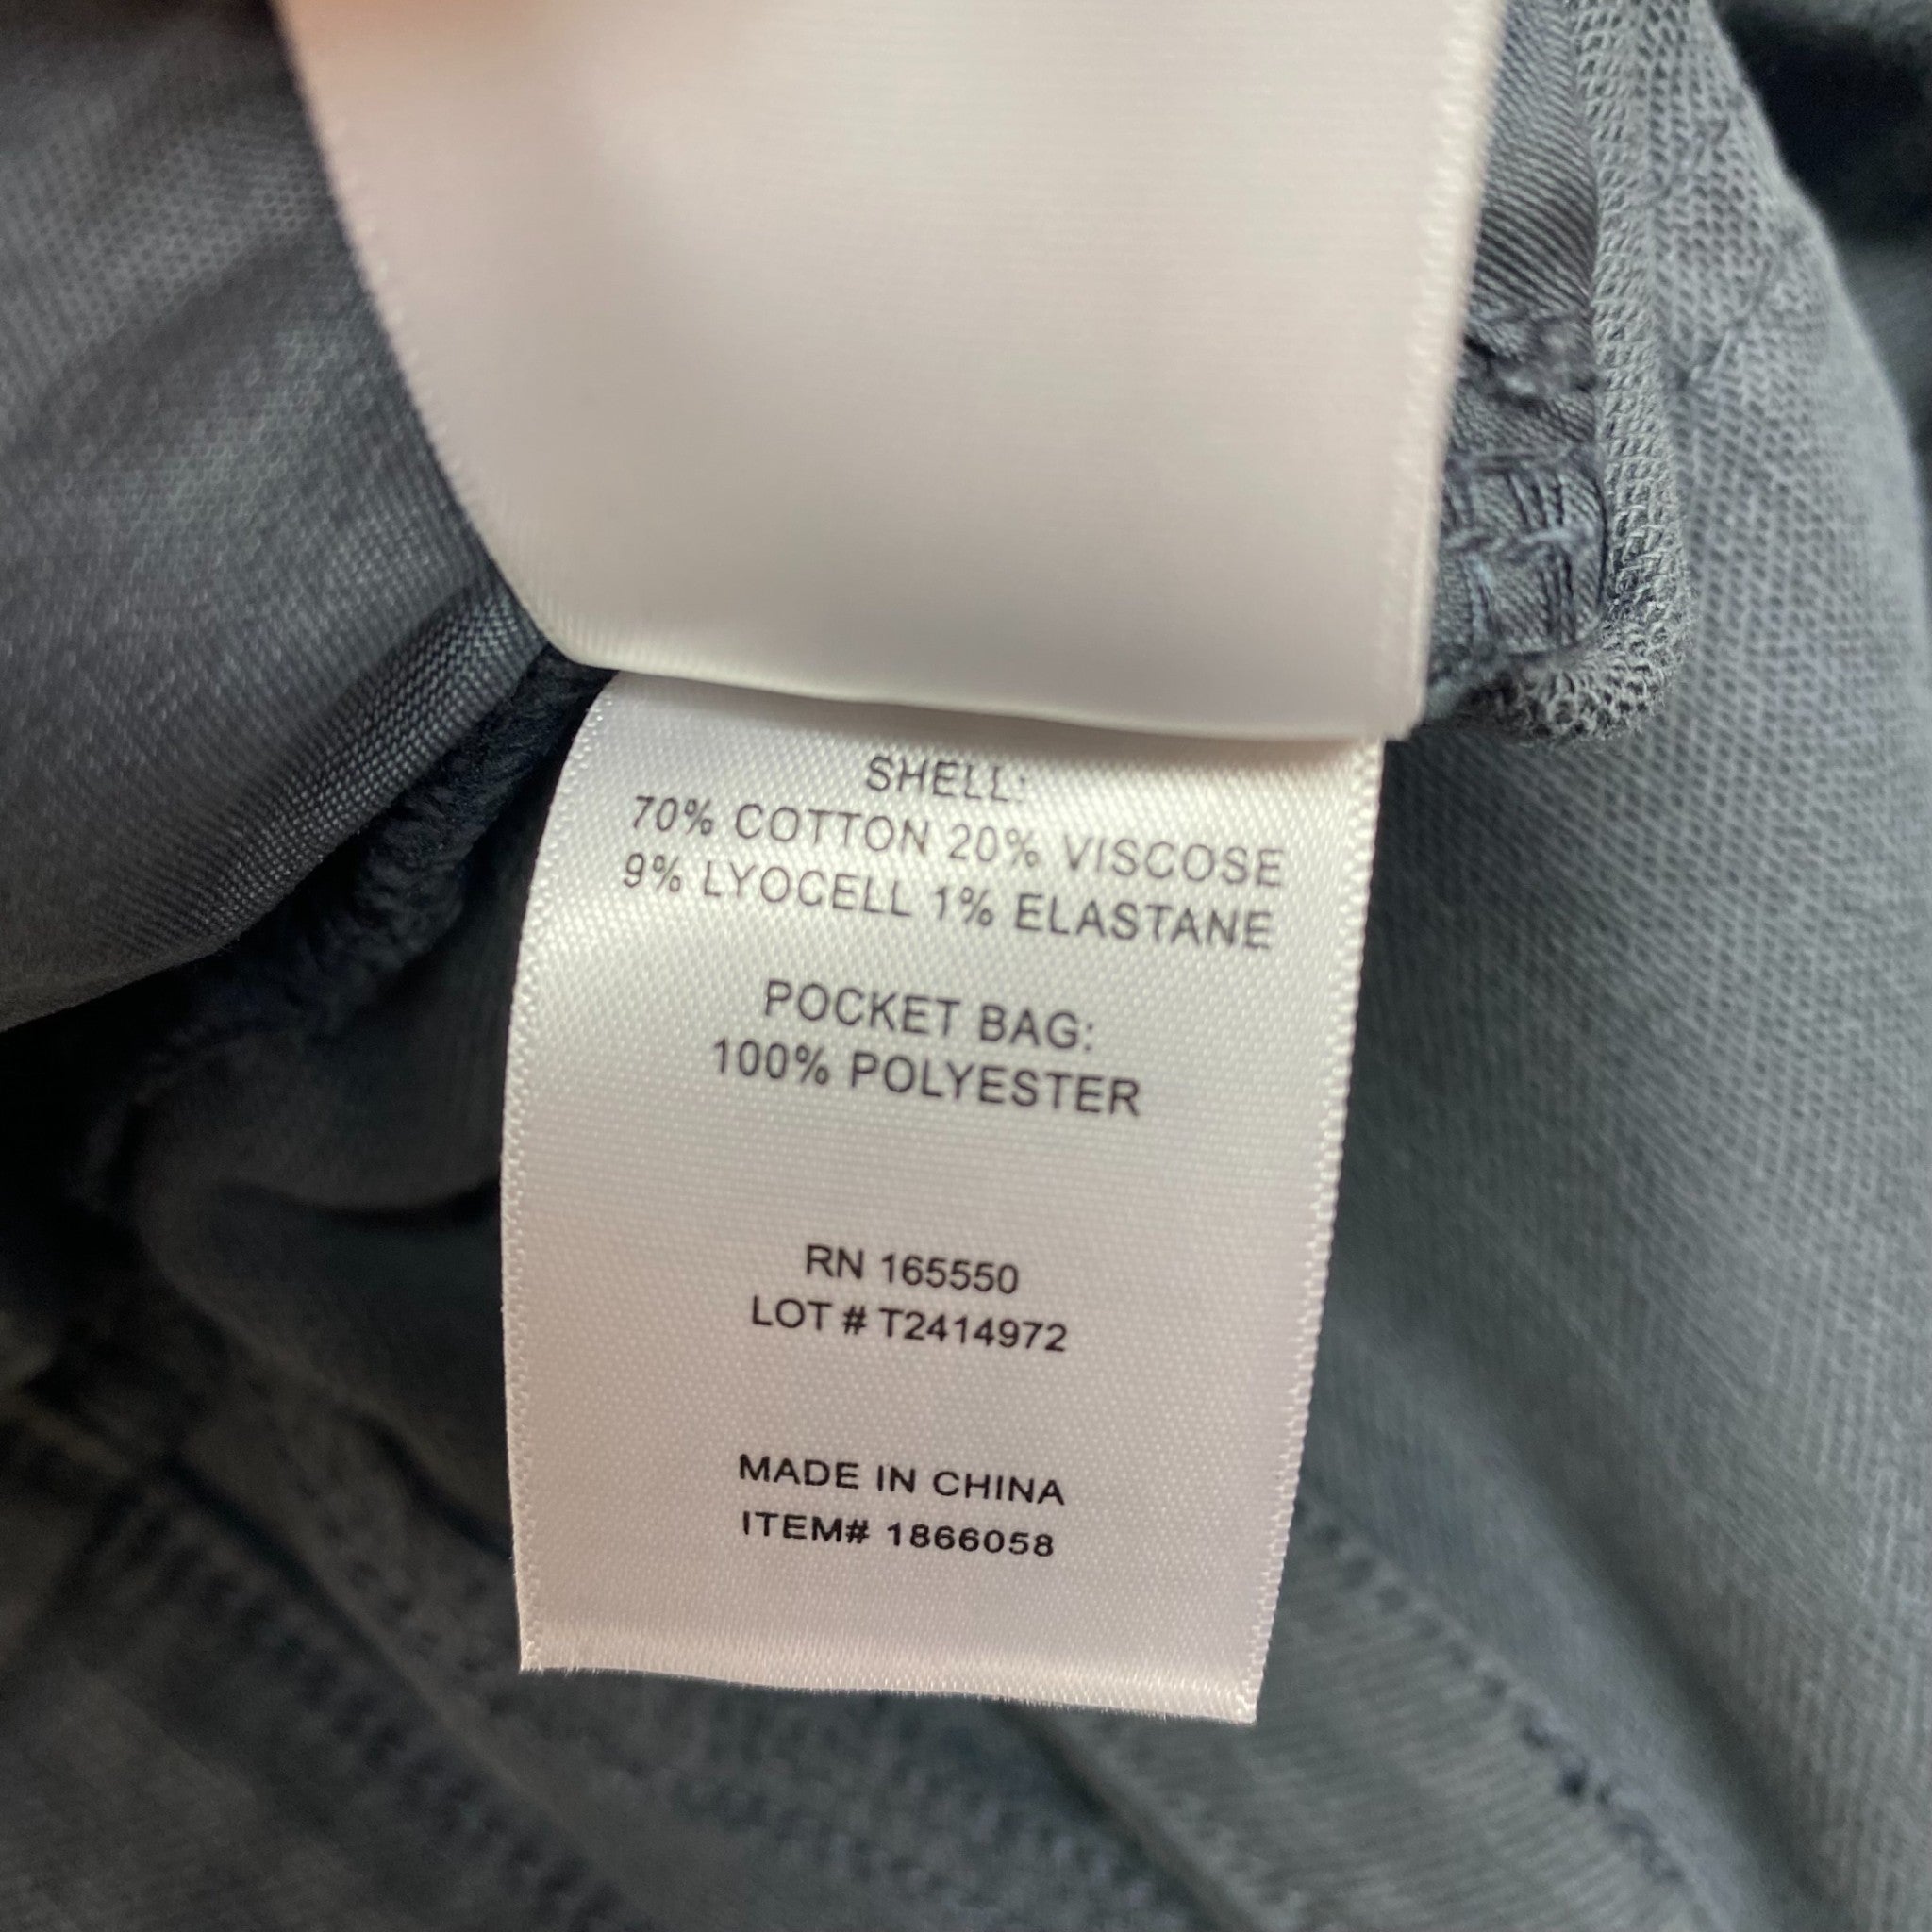 SHELL:
70% COTTON 20% VISCOSE
9% LYOCELL 1% ELASTANE
POCKET BAG:
100% POLYESTER
RN 165550
LOT # T2414972
MADE IN CHINA
ITEM# 1866058